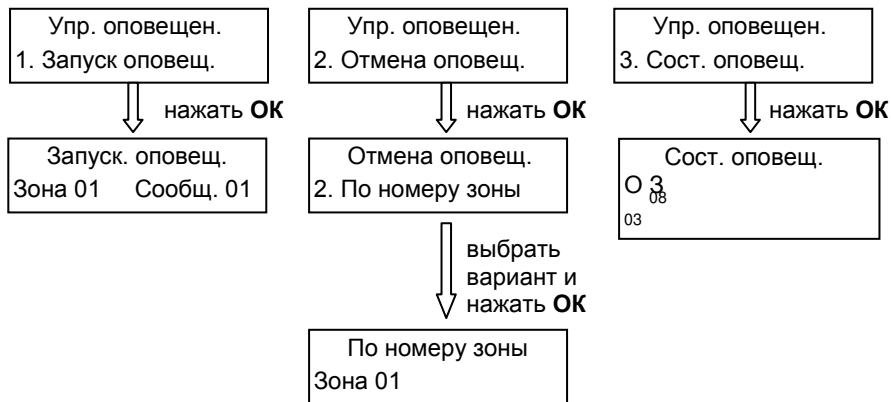 Упр. оповещен.
1. Запуск оповещ.
нажать ОК
Запуск. оповещ.
Зона 01 Сообщ. 01
Упр. оповещен.
2. Отмена оповещ.
нажать ОК
Отмена оповещ.
2. По номеру зоны
выбрать
вариант и
нажать ОК
По номеру зоны
Зона 01
Упр. оповещен.
3. Сост. оповещ.
нажать ОК
Сост. оповещ.
О З
08
03